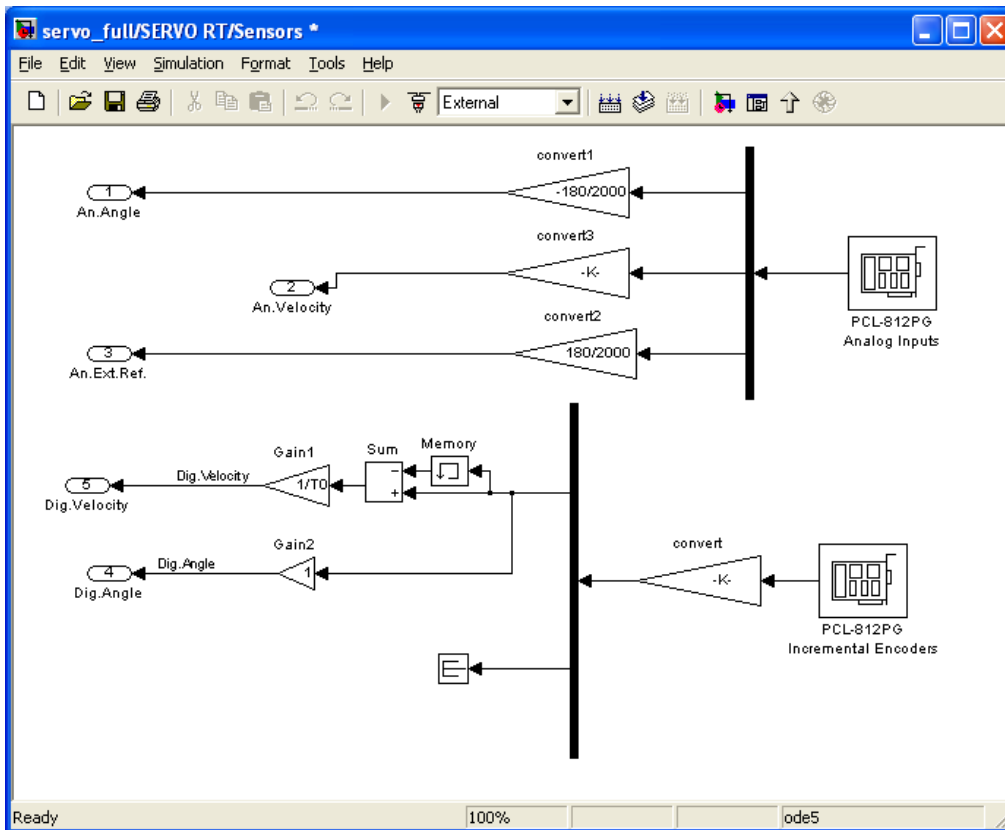 servo_full/SERVO RT/Sensors *
File Edit View Simulation Format Tools Help
External
convert1
-180/2000
1
An.Angle
convert3
-K-
2
An.Velocity
PCL-812PG
Analog Inputs
convert2
180/2000
3
An.Ext.Ref.
Gain1
Sum
Memory
Dig.Velocity
1/T0
5
Dig.Velocity
Gain2
Dig.Angle
1
4
Dig.Angle
convert
-K-
PCL-812PG
Incremental Encoders
Ready
100%
ode5